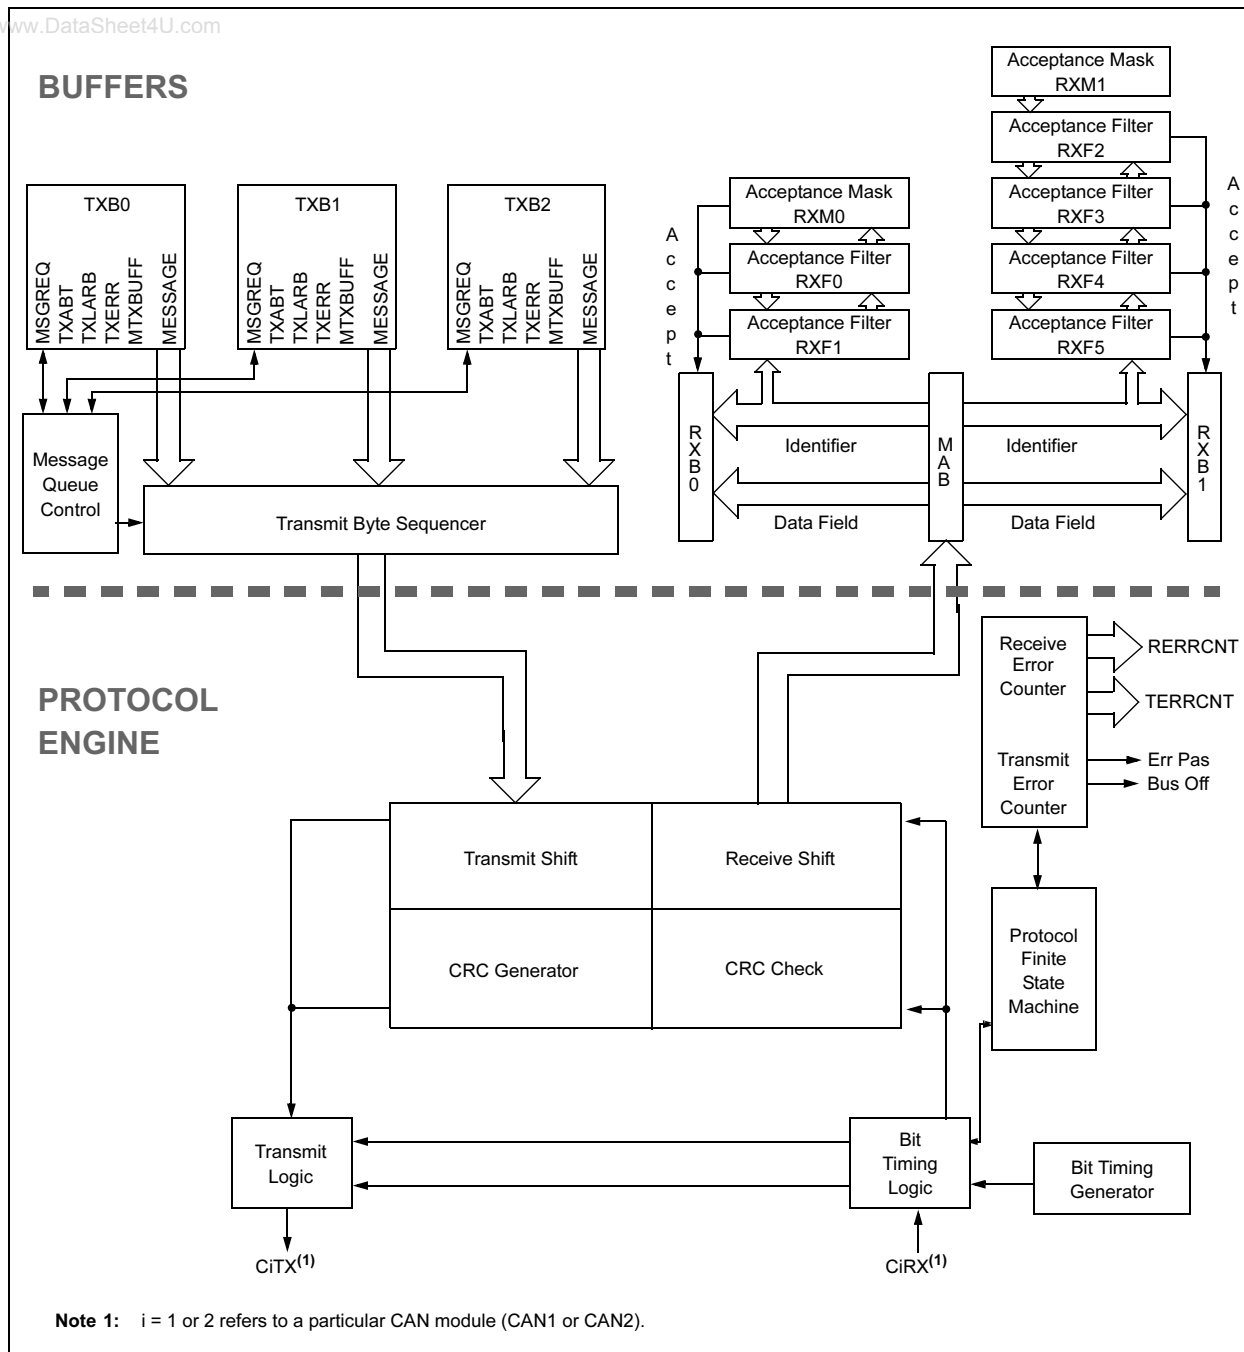 www.DataSheet4U.com
BUFFERS
Acceptance Mask
RXM1
Acceptance Filter
RXF2
Acceptance Filter
RXF3
Acceptance Filter
RXF4
Acceptance Filter
RXF5
Accept
Acceptance Mask
RXM0
Acceptance Filter
RXF0
Acceptance Filter
RXF1
Accept
TXB0
MSGREQ
TXABT
TXLARB
TXERR
MTXBUFF
MESSAGE
TXB1
MSGREQ
TXABT
TXLARB
TXERR
MTXBUFF
MESSAGE
TXB2
MSGREQ
TXABT
TXLARB
TXERR
MTXBUFF
MESSAGE
Message
Queue
Control
Transmit Byte Sequencer
RXB0
Identifier
Data Field
MAB
Identifier
Data Field
RXB1
PROTOCOL
ENGINE
Receive
Error
Counter
Transmit
Error
Counter
RERRCNT
TERRCNT
Err Pas
Bus Off
Transmit Shift
Receive Shift
CRC Generator
CRC Check
Protocol
Finite
State
Machine
Transmit
Logic
Bit
Timing
Logic
Bit Timing
Generator
CiTX(1)
CiRX(1)
Note 1: i = 1 or 2 refers to a particular CAN module (CAN1 or CAN2).